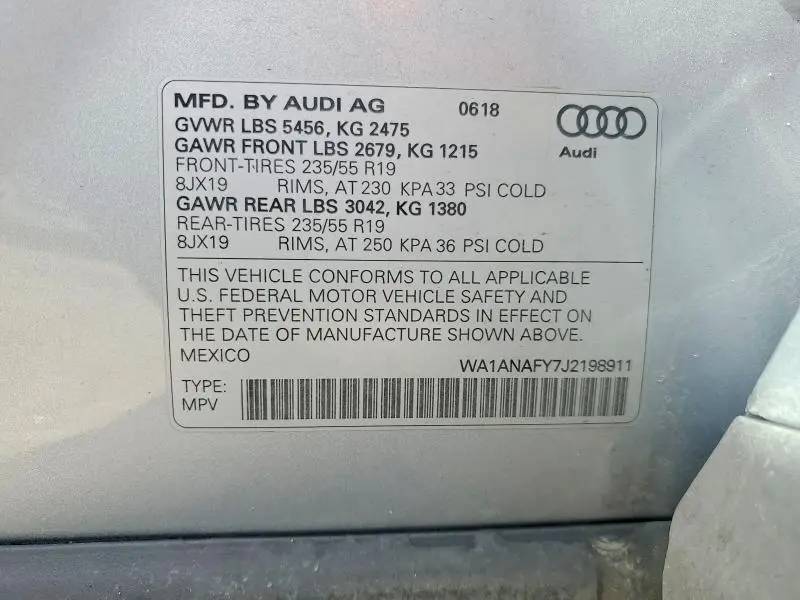 MFD. BY AUDI AG 0618
GVWR LBS 5456, KG 2475
GAWR FRONT LBS 2679, KG 1215
FRONT-TIRES 235/55 R19
8JX19 RIMS, AT 230 KPA 33 PSI COLD
GAWR REAR LBS 3042, KG 1380
REAR-TIRES 235/55 R19
8JX19 RIMS, AT 250 KPA 36 PSI COLD
Audi
THIS VEHICLE CONFORMS TO ALL APPLICABLE
U.S. FEDERAL MOTOR VEHICLE SAFETY AND
THEFT PREVENTION STANDARDS IN EFFECT ON
THE DATE OF MANUFACTURE SHOWN ABOVE.
MEXICO WA1ANAFY7J2198911
TYPE:
MPV